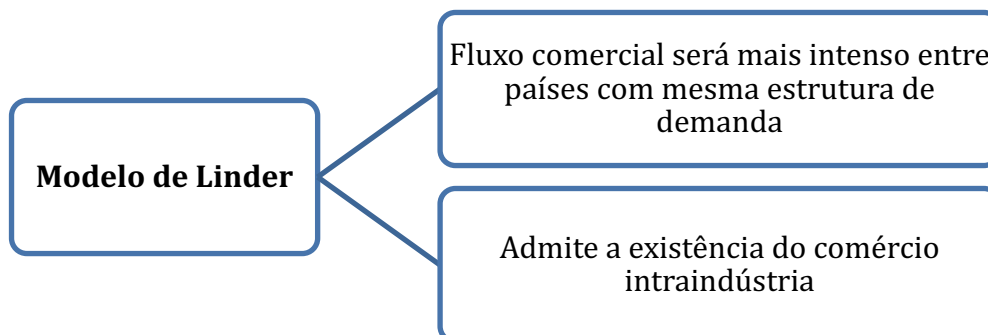 Modelo de Linder
Fluxo comercial será mais intenso entre
países com mesma estrutura de
demanda
Admite a existência do comércio
intraindústria